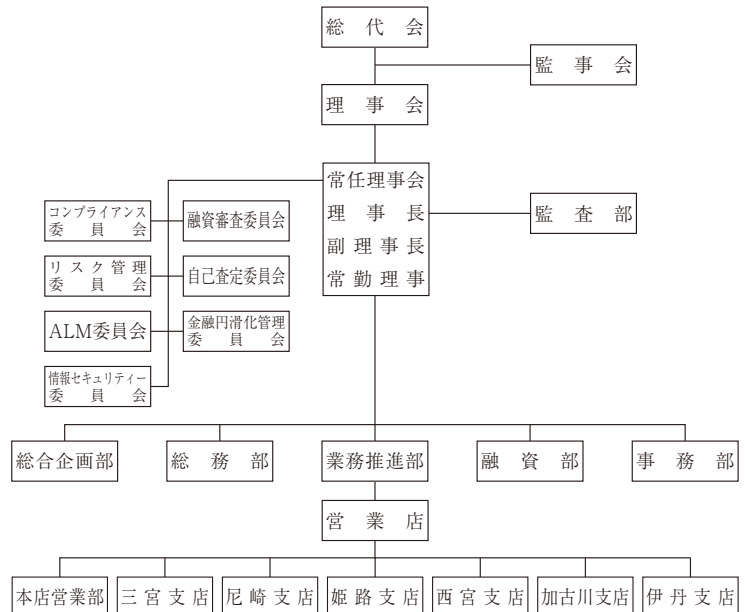 総代会
監事会
理事会
常任理事会
理事長
副理事長
常勤理事
監査部
コンプライアンス
委員会
融資審査委員会
リスク管理
委員会
自己査定委員会
ALM委員会
金融円滑化管理
委員会
情報セキュリティー
委員会
総合企画部
総務部
業務推進部
融資部
事務部
営業店
本店営業部
三宮支店
尼崎支店
姫路支店
西宮支店
加古川支店
伊丹支店